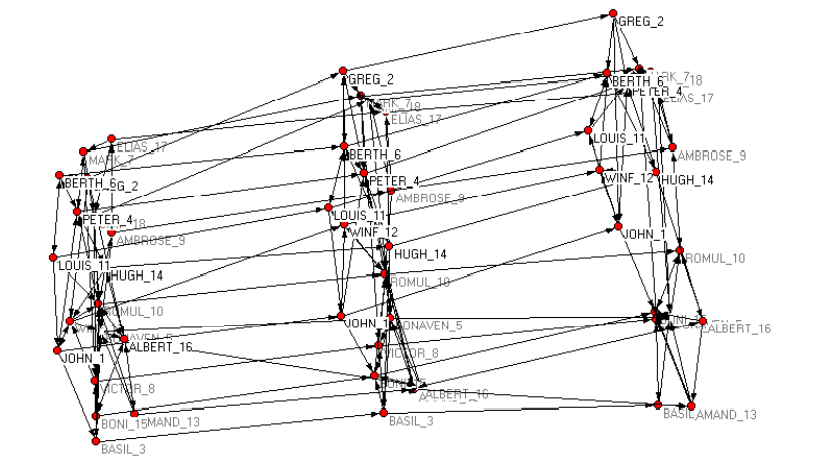 GREG_2
BERTH_6
PETER_4
ELIAS_17
LOUIS_11
AMBROSE_9
WINF_12
HUGH_14
JOHN_1
ROMUL_10
ALBERT_16
BASIL
AMAND_13
GREG_2
ELIAS_17
BERTH_6
PETER_4
AMBROSE_9
LOUIS_11
WINF_12
HUGH_14
ROMUL_10
JOHN_1
BONAVEN_5
VICTOR_8
ALBERT_16
BASIL_3
ELIAS_17
MARK_7
BERTH_6
PETER_4
AMBROSE_9
LOUIS_11
HUGH_14
ROMUL_10
ALBERT_16
JOHN_1
VICTOR_8
BONI_15
AMAND_13
BASIL_3